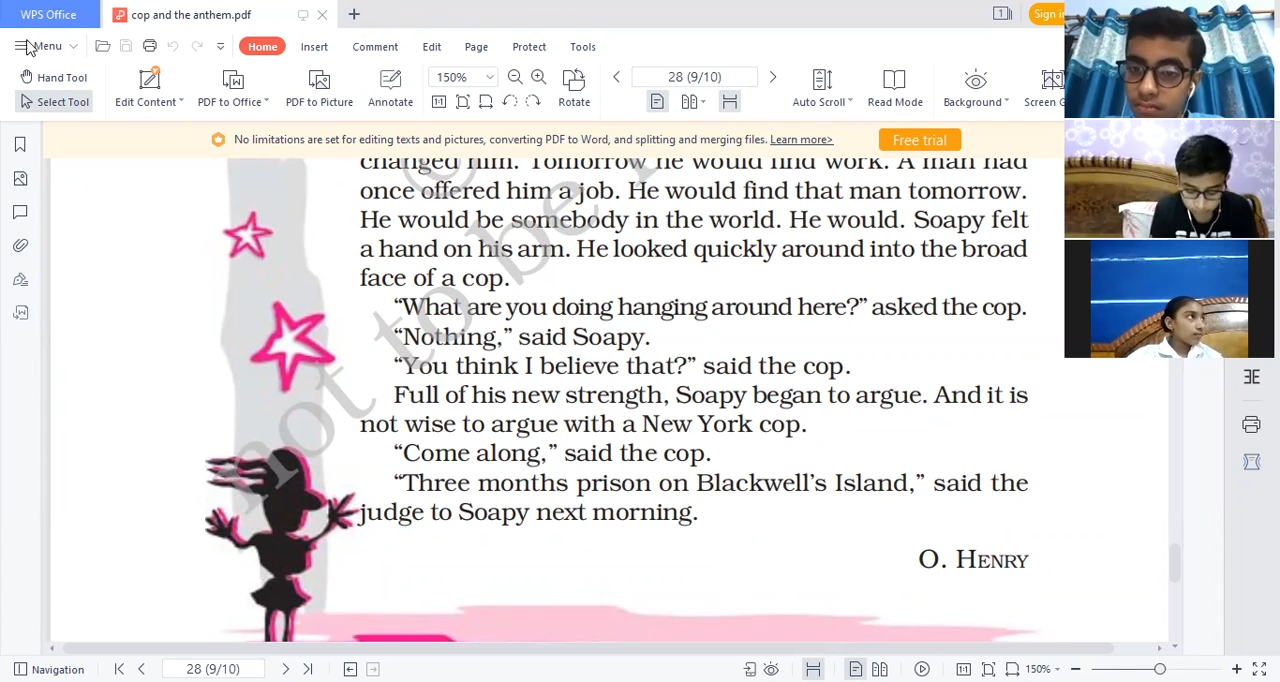 WPS Office
cop and the anthem.pdf
1
Sign in
Menu
Home
Insert
Comment
Edit
Page
Protect
Tools
Hand Tool
Select Tool
Edit Content
PDF to Office
PDF to Picture
Annotate
150%
28 (9/10)
Rotate
Auto Scroll
Read Mode
Background
Screen G
No limitations are set for editing texts and pictures, converting PDF to Word, and splitting and merging files. Learn more>
Free trial
changed him. Tomorrow he would find work. A man had
once offered him a job. He would find that man tomorrow.
He would be somebody in the world. He would. Soapy felt
a hand on his arm. He looked quickly around into the broad
face of a cop.
“What are you doing hanging around here?” asked the cop.
“Nothing,” said Soapy.
“You think I believe that?” said the cop.
Full of his new strength, Soapy began to argue. And it is
not wise to argue with a New York cop.
“Come along,” said the cop.
“Three months prison on Blackwell’s Island,” said the
judge to Soapy next morning.
O. HENRY
© not to be
Navigation
28 (9/10)
150%